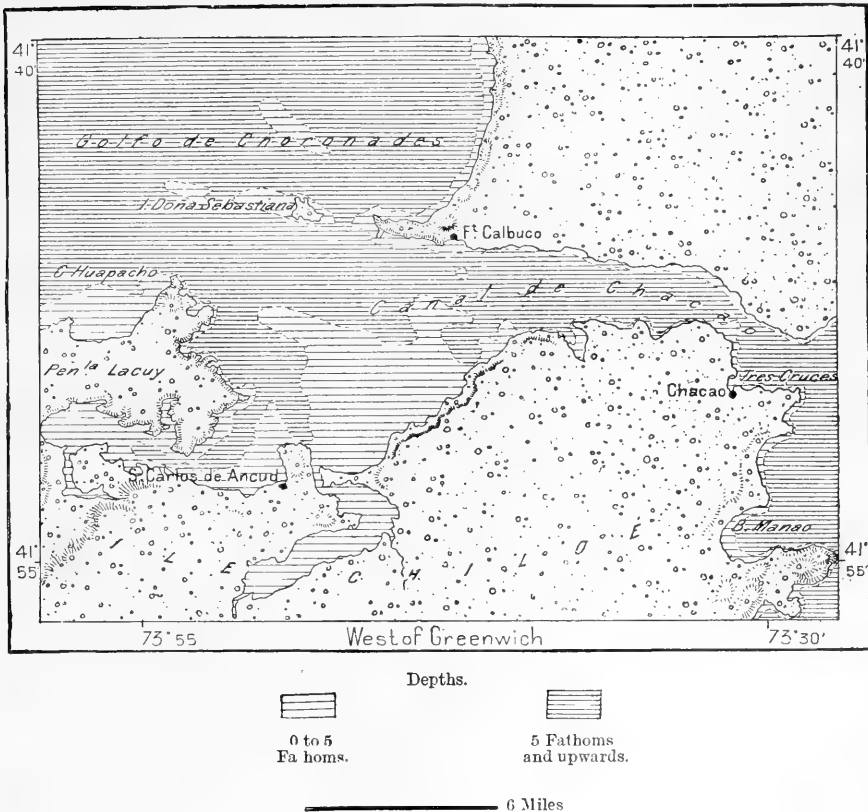 41°
40'
41°
40'
Golfo de Choronades
I. Doña Sebastiana
Ft. Calbuco
C. Huapacho
Canal de Chacao
Penla Lacuy
Tres Cruces
Chacao
S. Carlos de Ancud
B. Manao
ILE CHILOE
41°
55
41°
55'
73°55
West of Greenwich
73°30'
Depths.
0 to 5
Fa homs.
5 Fathoms
and upwards.
6 Miles